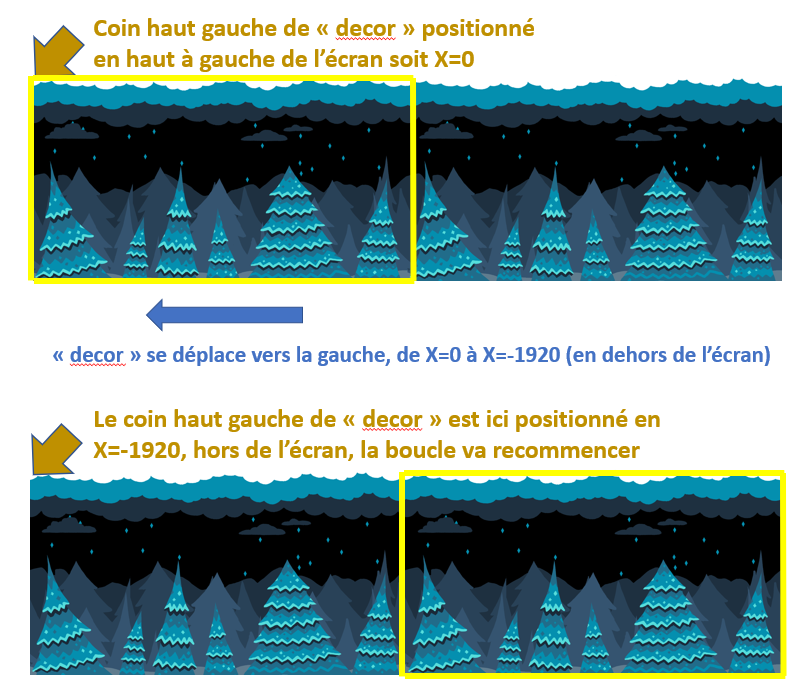 Coin haut gauche de « decor » positionné
en haut à gauche de l'écran soit X=0
« decor » se déplace vers la gauche, de X=0 à X=-1920 (en dehors de l'écran)
Le coin haut gauche de « decor » est ici positionné en
X=-1920, hors de l'écran, la boucle va recommencer